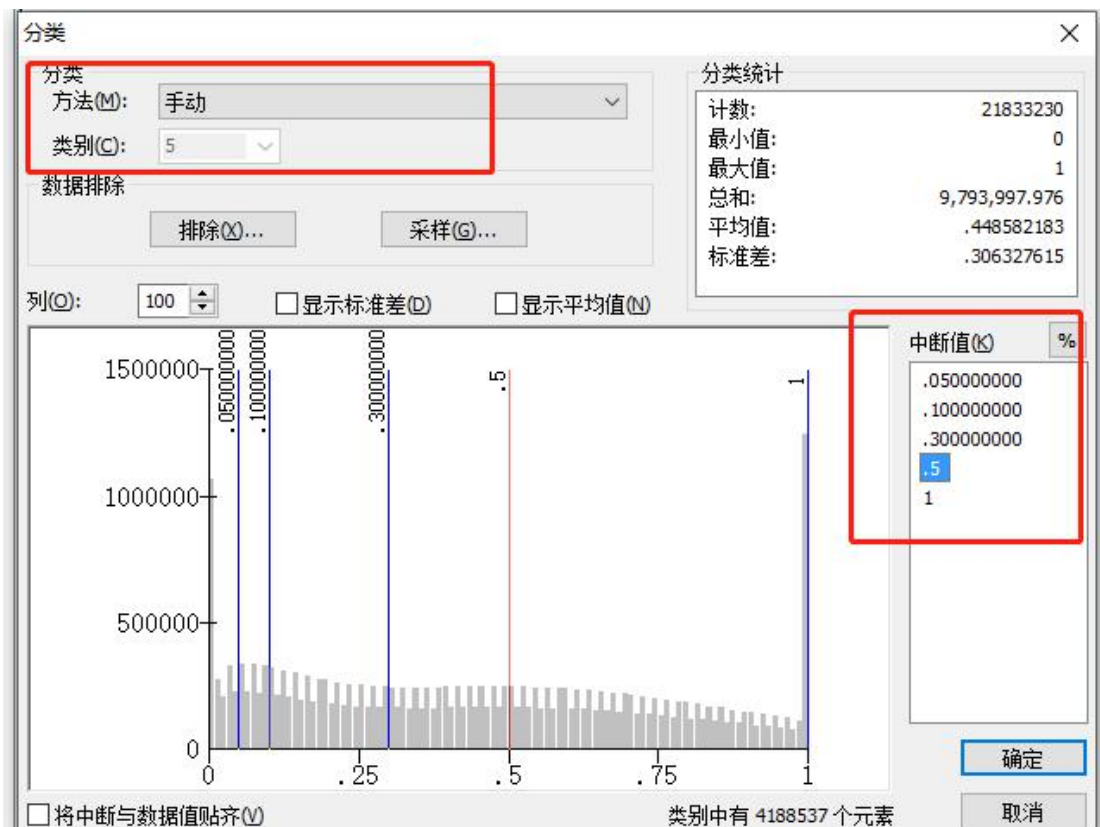 分类
分类
方法(M): 手动
类别(C): 5
数据排除
排除(X)... 采样(G)...
分类统计
计数: 21833230
最小值: 0
最大值: 1
总和: 9,793,997.976
平均值: .448582183
标准差: .306327615
列(O): 100 显示标准差(D) 显示平均值(N)
中断值(K) %
.050000000
.100000000
.300000000
.5
1
.050000000 .100000000 .300000000 .5 1
1500000
1000000
500000
0
0 .25 .5 .75 1
确定
将中断与数据值贴齐(V) 类别中有 4188537 个元素 取消